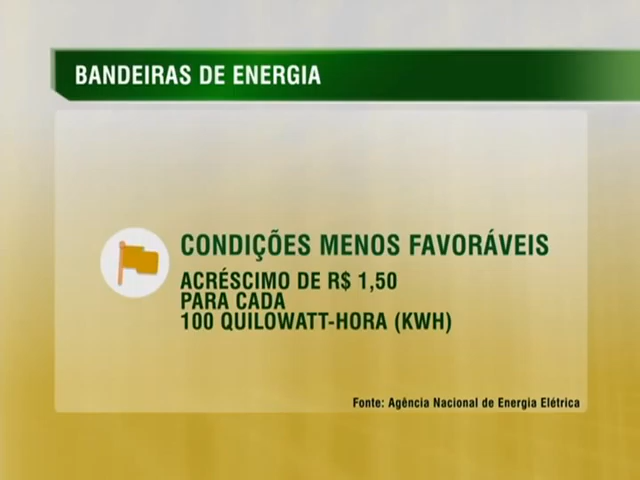 BANDEIRAS DE ENERGIA
CONDIÇÕES MENOS FAVORÁVEIS
ACRÉSCIMO DE R$ 1,50
PARA CADA
100 QUILOWATT-HORA (KWH)
Fonte: Agência Nacional de Energia Elétrica